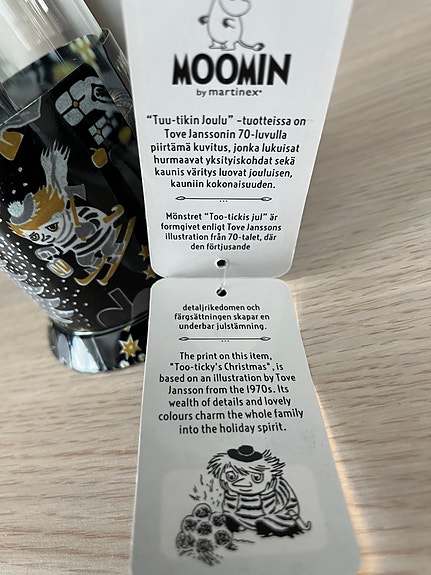 MOOMIN
by martinex®
"Tuu-tikin Joulu" -tuotteissa on
Tove Janssonin 70-luvulla
piirtämä kuvitus, jonka lukuisat
hurmaavat yksityiskohdat sekä
kaunis väritys luovat jouluisen,
kauniin kokonaisuuden.
Mönstret "Too-tickis jul" är
formgivet enligt Tove Janssons
illustration från 70-talet, där
den förtjusande
detaljrikedomen och
färgsättningen skapar en
underbar julstämning.
The print on this item,
"Too-ticky's Christmas", is
based on an illustration by Tove
Jansson from the 1970s. Its
wealth of details and lovely
colours charm the whole family
into the holiday spirit.